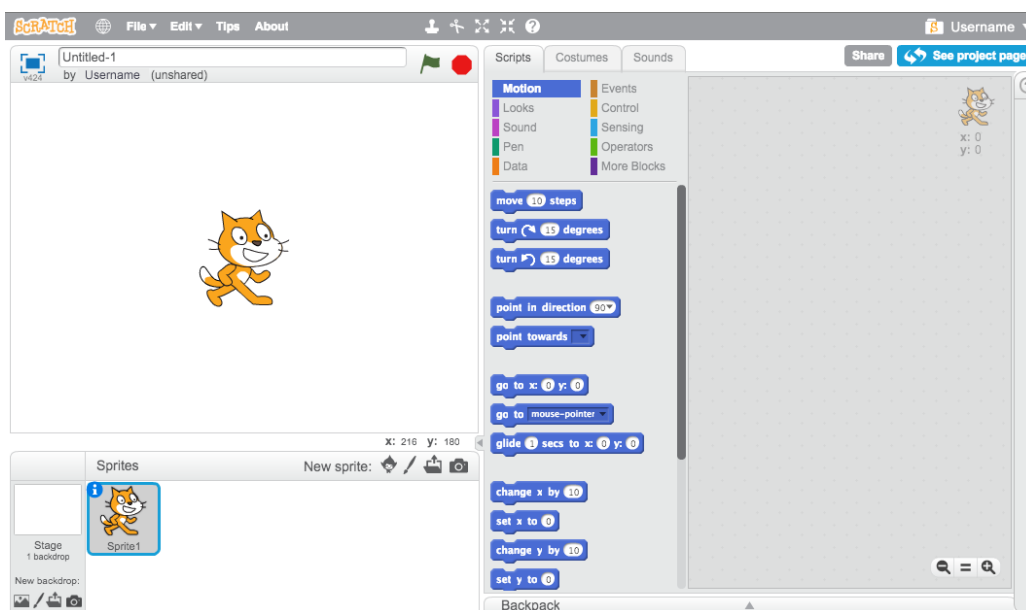 SCRATCH File Edit Tips About Username
v424 Untitled-1
by Username (unshared)
Scripts Costumes Sounds Share See project page
Motion Events
Looks Control
Sound Sensing
Pen Operators
Data More Blocks
x: 0
y: 0
move 10 steps
turn 15 degrees
turn 15 degrees
point in direction 90
point towards
go to x: 0 y: 0
go to mouse-pointer
glide 1 secs to x: 0 y: 0
change x by 10
set x to 0
change y by 10
set y to 0
x: 216 y: 180
Sprites New sprite:
Stage
1 backdrop
Sprite1
New backdrop:
Backpack